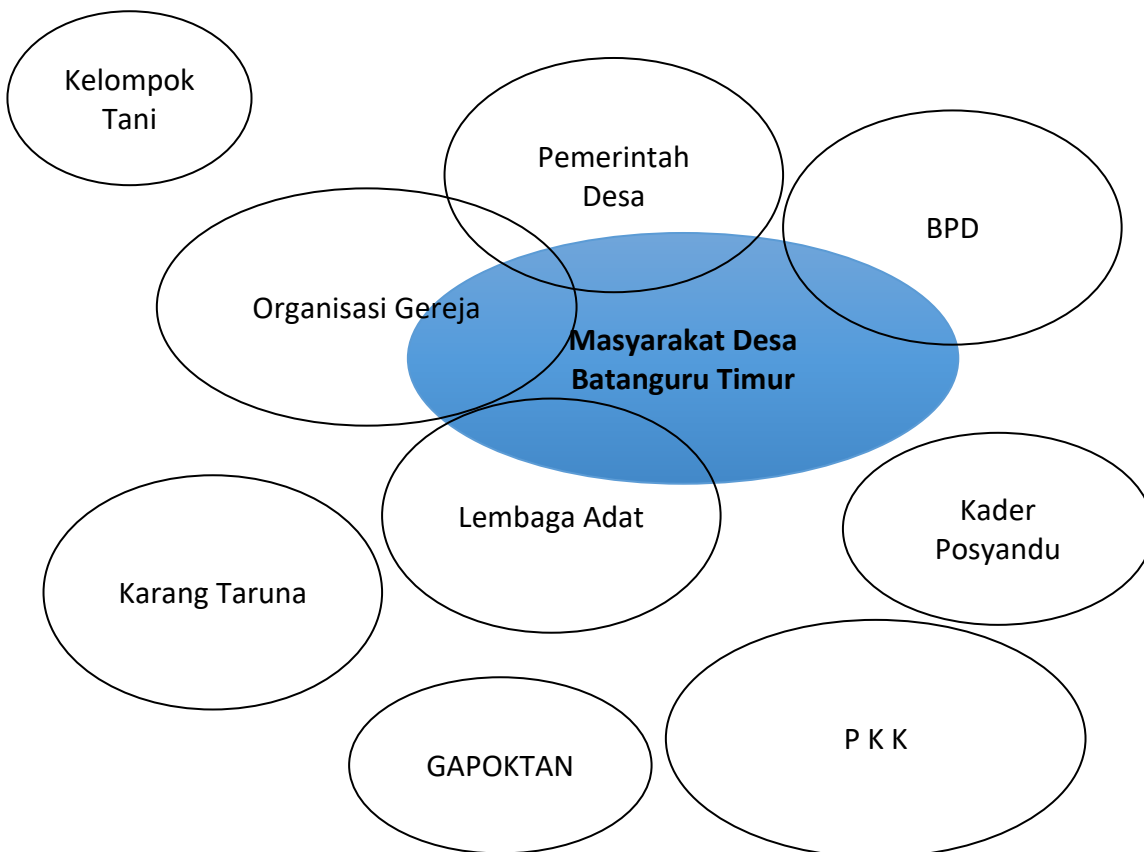 Kelompok
Tani
Pemerintah
Desa
BPD
Organisasi Gereja
Masyarakat Desa
Batanguru Timur
Lembaga Adat
Kader
Posyandu
Karang Taruna
GAPOKTAN
P K K